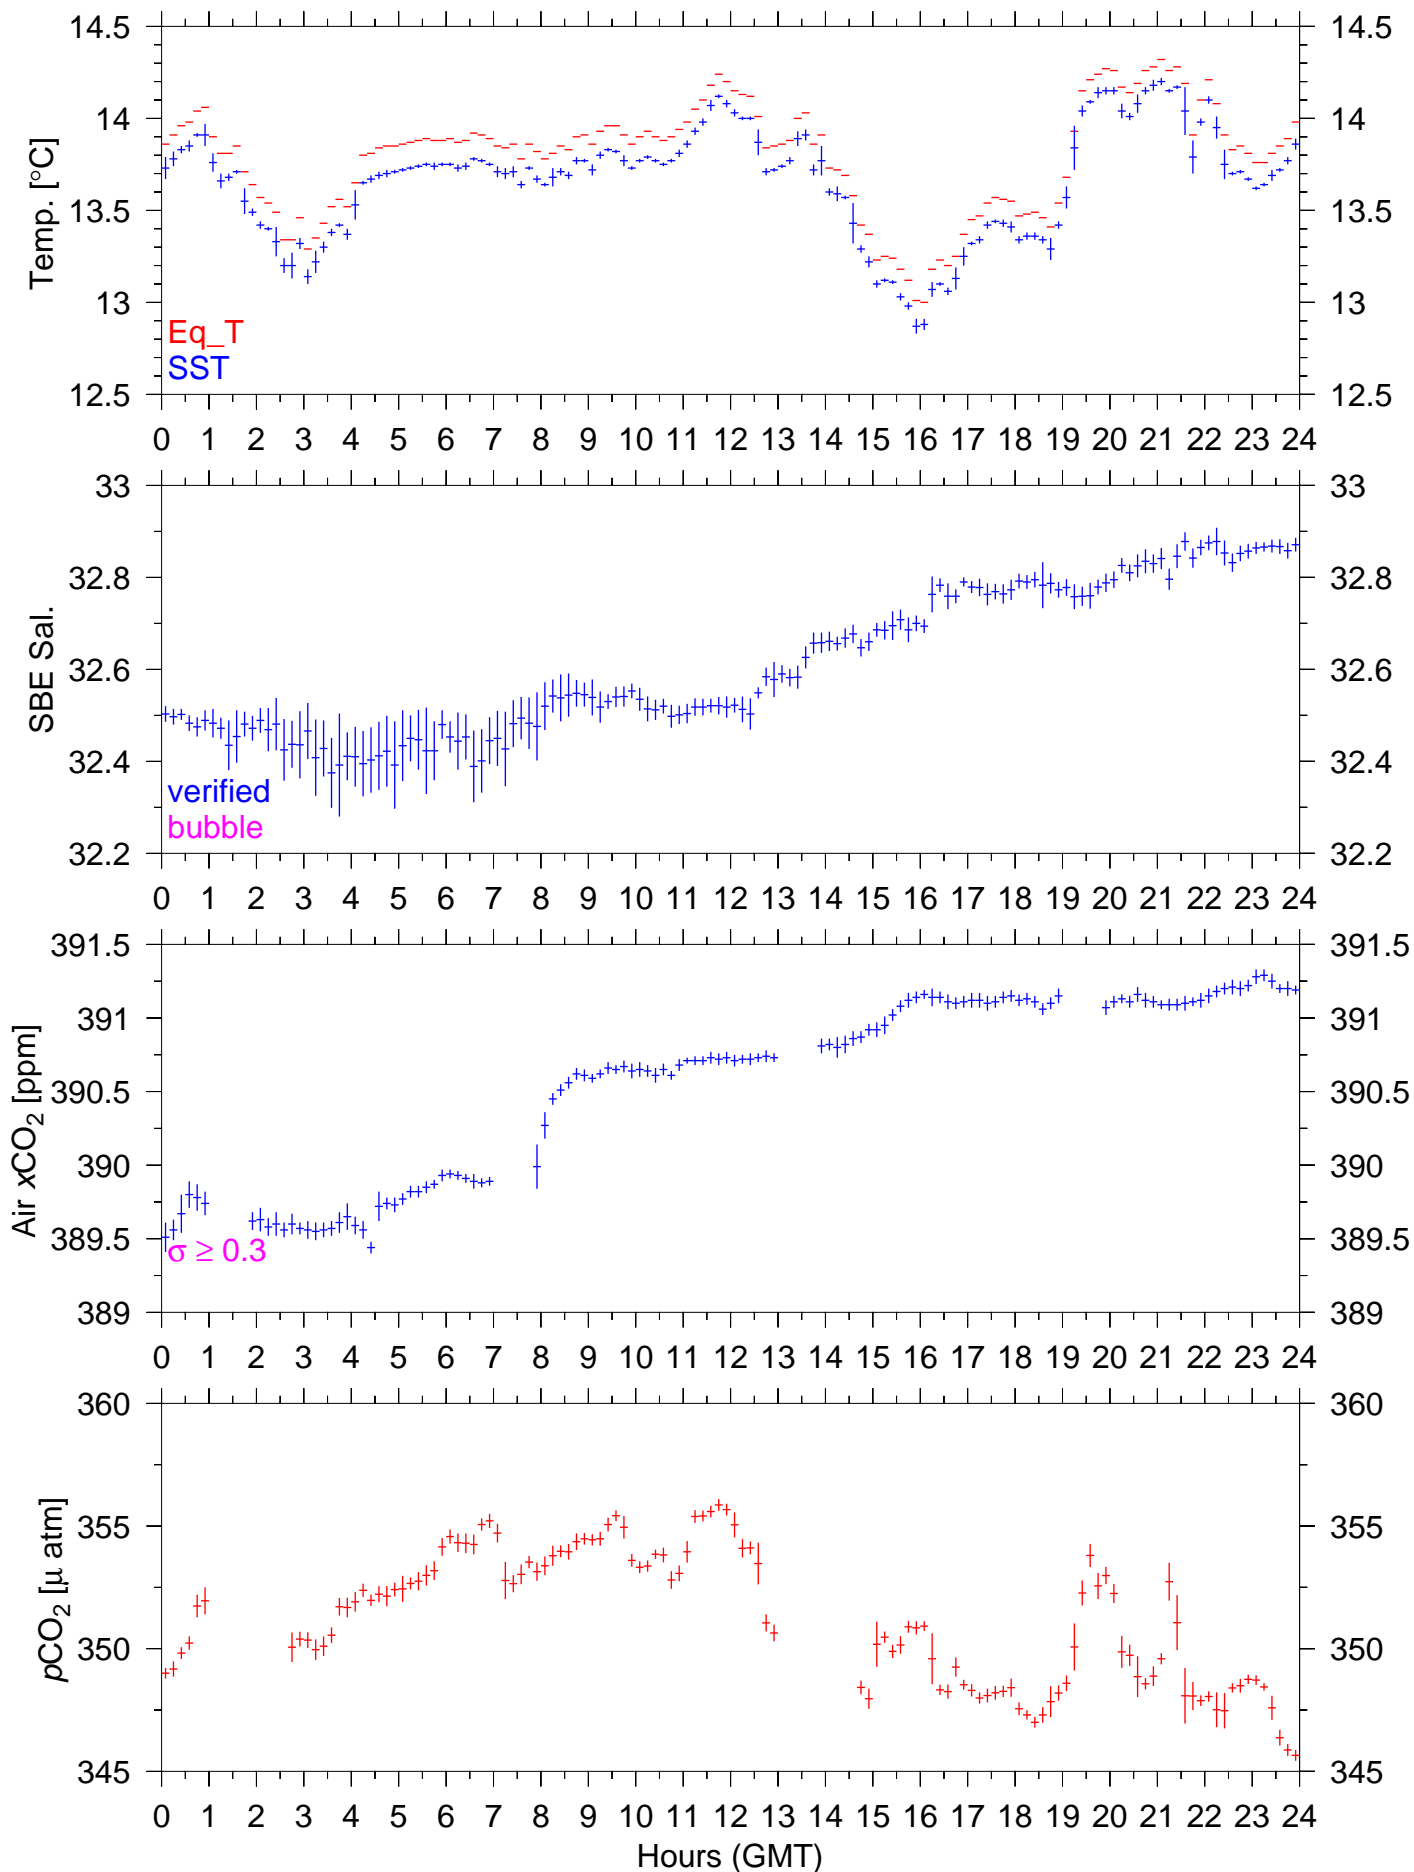 14.5 14.5
14 14
13.5 13.5
13 13
12.5 12.5
Temp. [°C]
Eq_T
SST
0 1 2 3 4 5 6 7 8 9 10 11 12 13 14 15 16 17 18 19 20 21 22 23 24
33 33
32.8 32.8
32.6 32.6
32.4 32.4
32.2 32.2
SBE Sal.
verified
bubble
0 1 2 3 4 5 6 7 8 9 10 11 12 13 14 15 16 17 18 19 20 21 22 23 24
391.5 391.5
391 391
390.5 390.5
390 390
389.5 389.5
389 389
Air xCO₂ [ppm]
σ ≥ 0.3
0 1 2 3 4 5 6 7 8 9 10 11 12 13 14 15 16 17 18 19 20 21 22 23 24
360 360
355 355
350 350
345 345
pCO₂ [μ atm]
0 1 2 3 4 5 6 7 8 9 10 11 12 13 14 15 16 17 18 19 20 21 22 23 24
Hours (GMT)